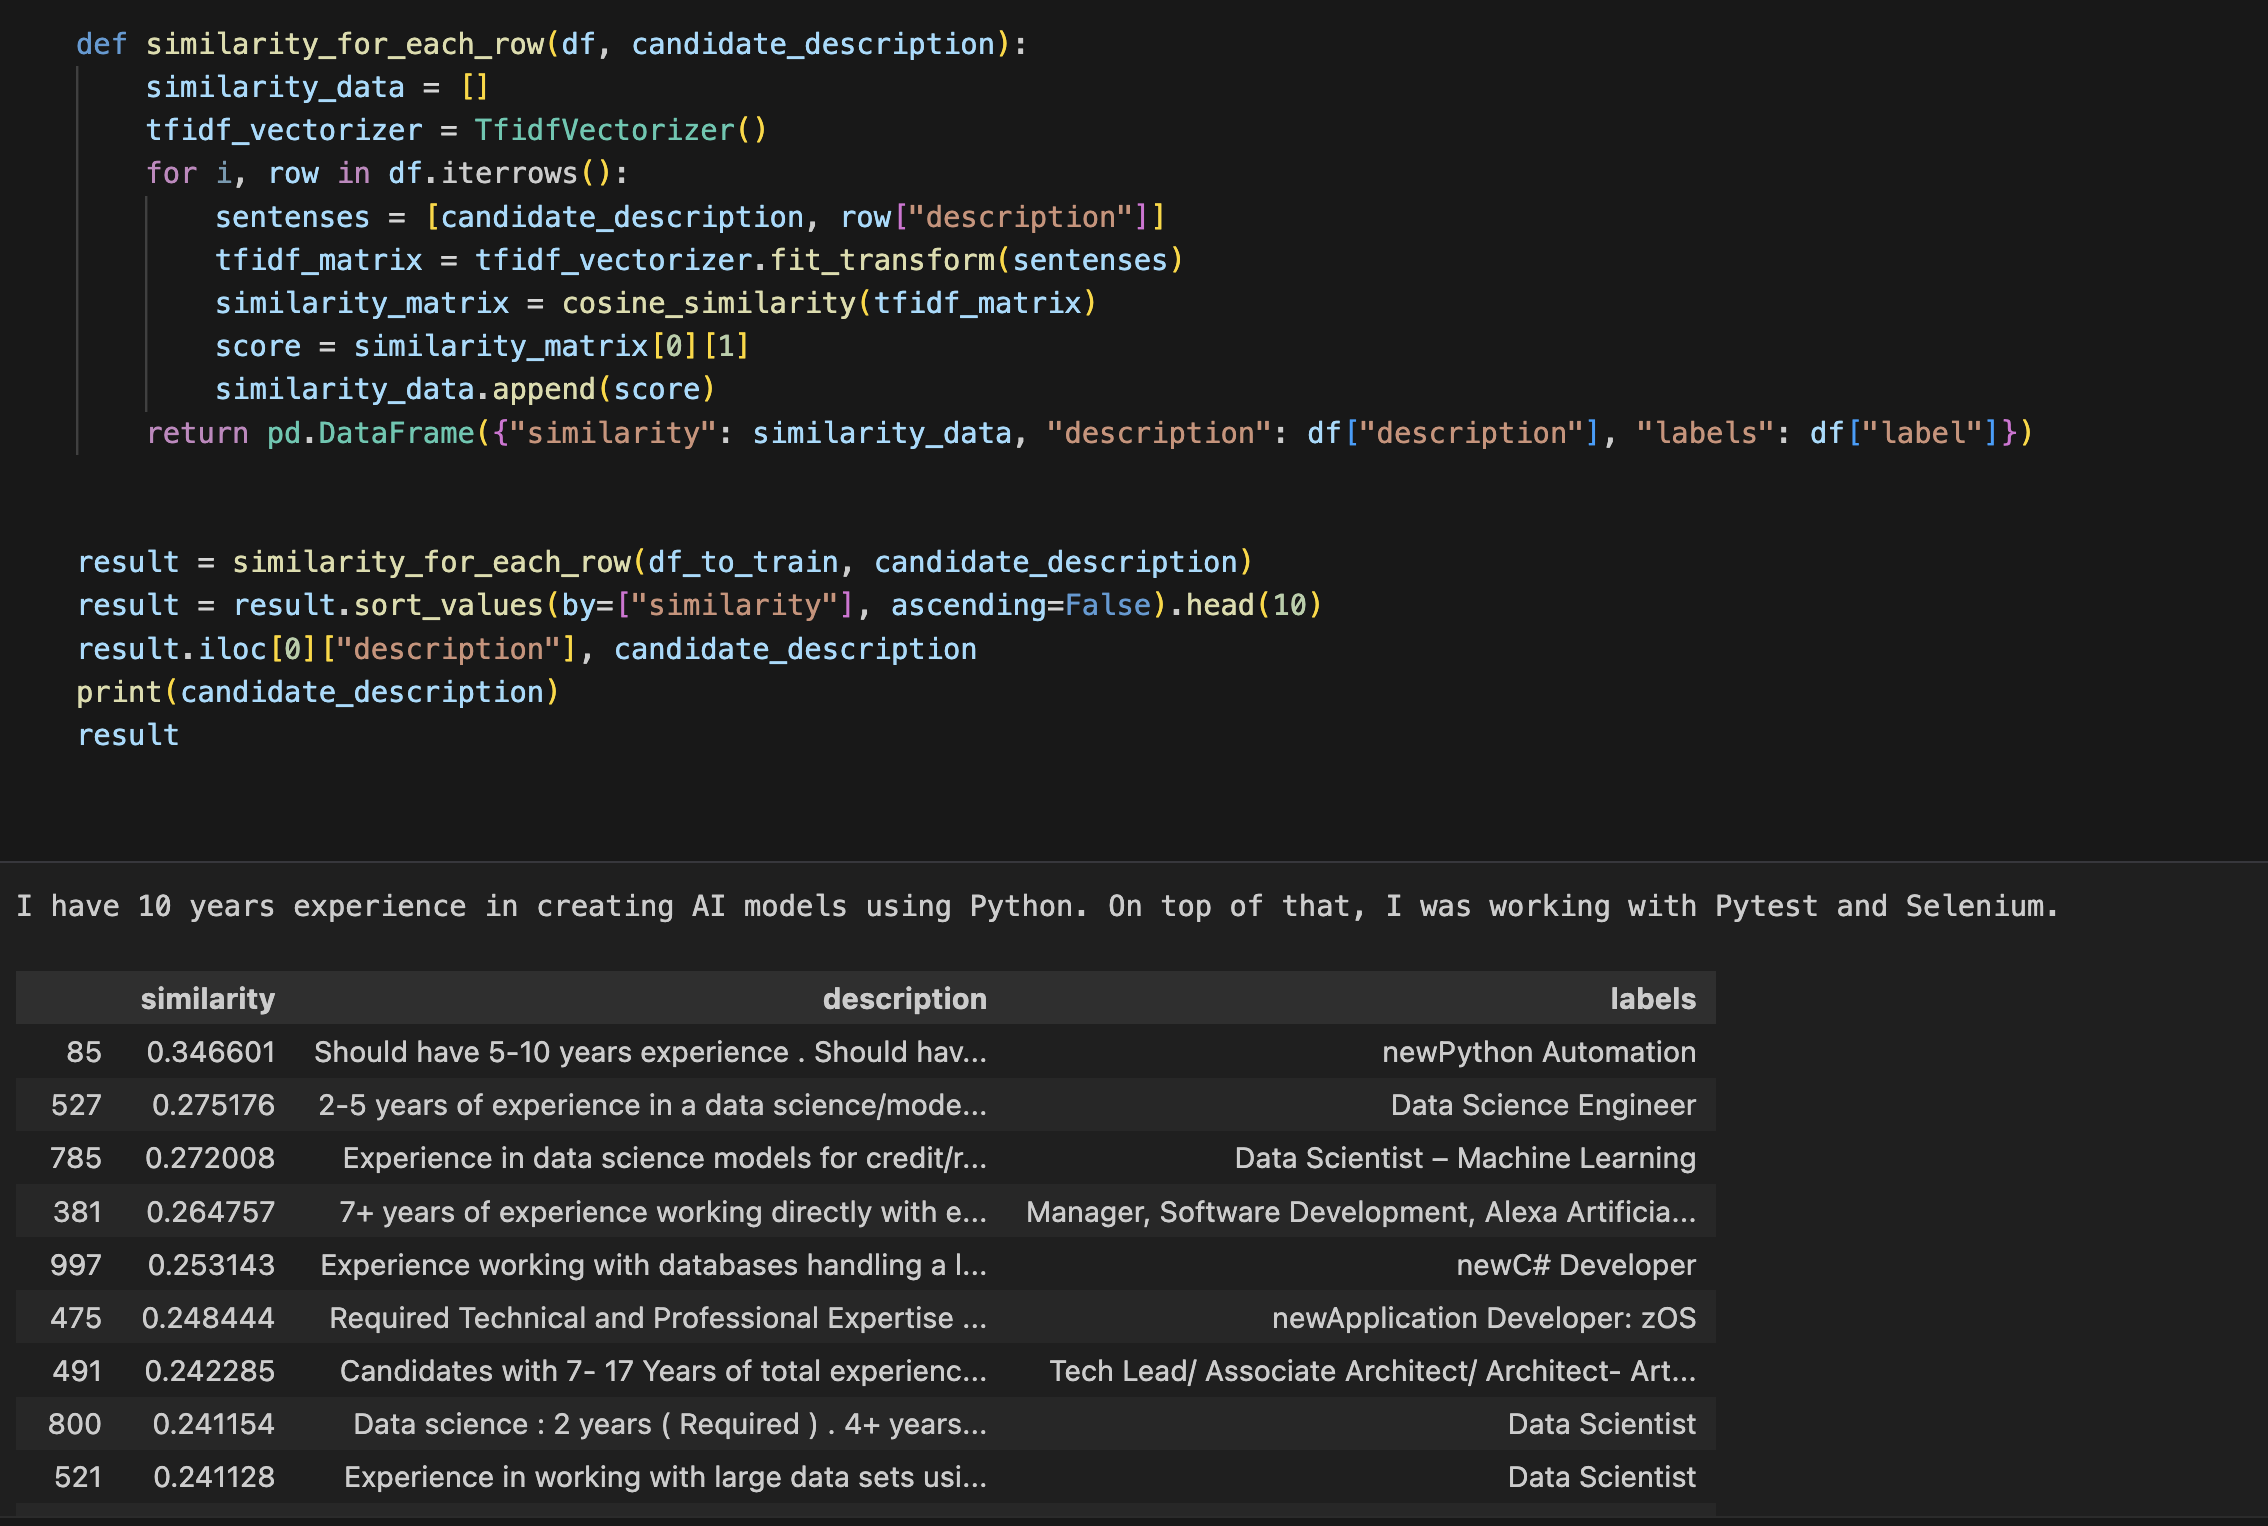 def similarity_for_each_row(df, candidate_description):
    similarity_data = []
    tfidf_vectorizer = TfidfVectorizer()
    for i, row in df.iterrows():
        sentenses = [candidate_description, row["description"]]
        tfidf_matrix = tfidf_vectorizer.fit_transform(sentenses)
        similarity_matrix = cosine_similarity(tfidf_matrix)
        score = similarity_matrix[0][1]
        similarity_data.append(score)
    return pd.DataFrame({"similarity": similarity_data, "description": df["description"], "labels": df["label"]})
result = similarity_for_each_row(df_to_train, candidate_description)
result = result.sort_values(by=["similarity"], ascending=False).head(10)
result.iloc[0]["description"], candidate_description
print(candidate_description)
result
I have 10 years experience in creating AI models using Python. On top of that, I was working with Pytest and Selenium.
similarity description labels
85 0.346601 Should have 5-10 years experience . Should hav... newPython Automation
527 0.275176 2-5 years of experience in a data science/mode... Data Science Engineer
785 0.272008 Experience in data science models for credit/r... Data Scientist – Machine Learning
381 0.264757 7+ years of experience working directly with e... Manager, Software Development, Alexa Artificia...
997 0.253143 Experience working with databases handling a l... newC# Developer
475 0.248444 Required Technical and Professional Expertise ... newApplication Developer: zOS
491 0.242285 Candidates with 7- 17 Years of total experienc... Tech Lead/ Associate Architect/ Architect- Art...
800 0.241154 Data science : 2 years ( Required ) . 4+ years... Data Scientist
521 0.241128 Experience in working with large data sets usi... Data Scientist